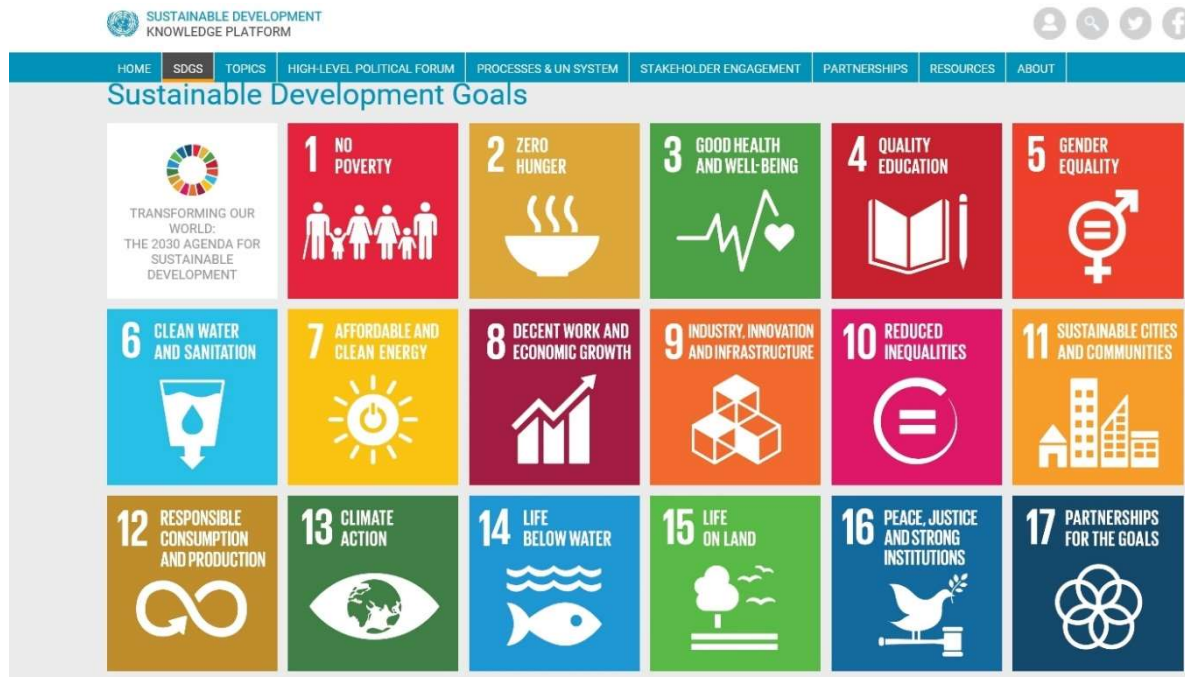 SUSTAINABLE DEVELOPMENT
KNOWLEDGE PLATFORM
HOME SDGS TOPICS HIGH-LEVEL POLITICAL FORUM PROCESSES & UN SYSTEM STAKEHOLDER ENGAGEMENT PARTNERSHIPS RESOURCES ABOUT
Sustainable Development Goals
TRANSFORMING OUR
WORLD:
THE 2030 AGENDA FOR
SUSTAINABLE
DEVELOPMENT
1 NO
POVERTY
2 ZERO
HUNGER
3 GOOD HEALTH
AND WELL-BEING
4 QUALITY
EDUCATION
5 GENDER
EQUALITY
6 CLEAN WATER
AND SANITATION
7 AFFORDABLE AND
CLEAN ENERGY
8 DECENT WORK AND
ECONOMIC GROWTH
9 INDUSTRY, INNOVATION
AND INFRASTRUCTURE
10 REDUCED
INEQUALITIES
11 SUSTAINABLE CITIES
AND COMMUNITIES
12 RESPONSIBLE
CONSUMPTION
AND PRODUCTION
13 CLIMATE
ACTION
14 LIFE
BELOW WATER
15 LIFE
ON LAND
16 PEACE, JUSTICE
AND STRONG
INSTITUTIONS
17 PARTNERSHIPS
FOR THE GOALS